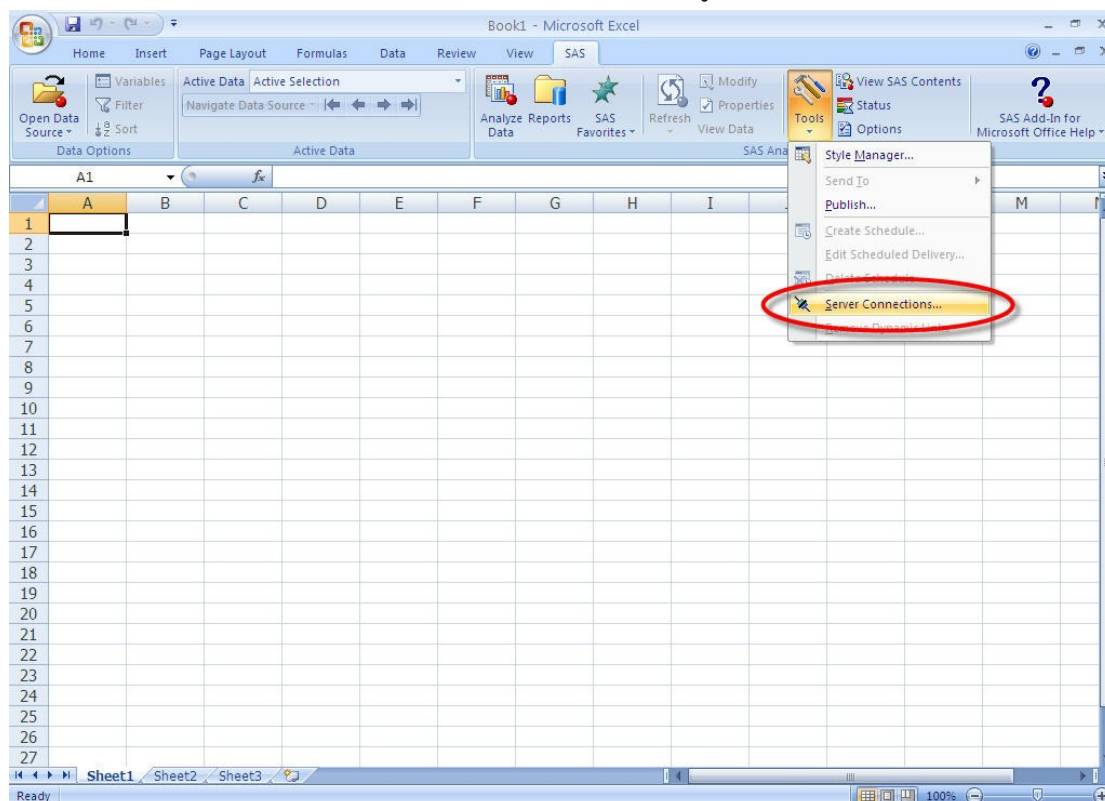 Book1 - Microsoft Excel
Home Insert Page Layout Formulas Data Review View SAS
Open Data Source
Variables
Filter
Sort
Data Options
Active Data Active Selection
Navigate Data Source
Active Data
Analyze Data
Reports
SAS Favorites
Refresh
Modify
Properties
View Data
Tools
View SAS Contents
Status
Options
SAS Add-In for Microsoft Office Help
SAS Ana
Style Manager...
Send To
Publish...
Create Schedule...
Edit Scheduled Delivery...
Delete Schedule
Server Connections...
Remove Dynamic Link
A1 fx
A B C D E F G H I J M N
1
2
3
4
5
6
7
8
9
10
11
12
13
14
15
16
17
18
19
20
21
22
23
24
25
26
27
Sheet1 Sheet2 Sheet3
Ready 100%